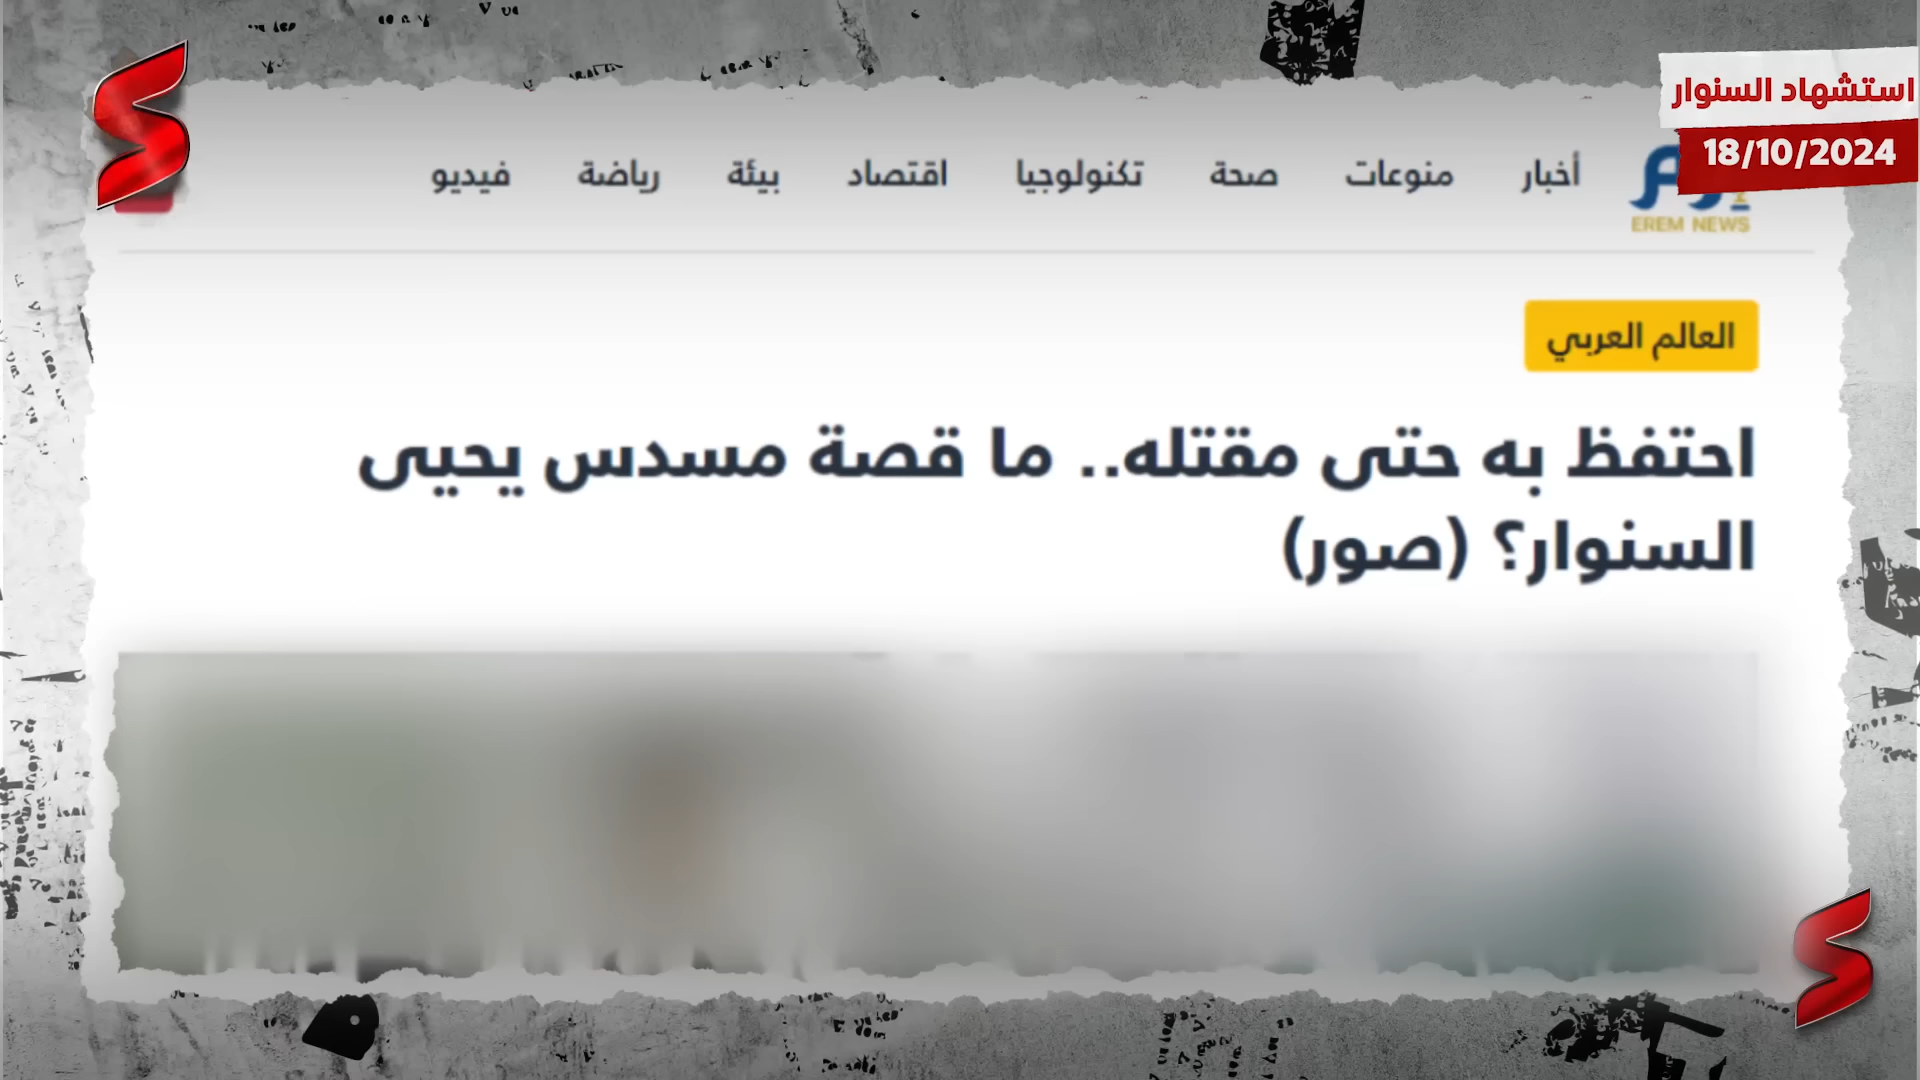 استشهاد السنوار
18/10/2024
EREM NEWS
أخبار منوعات صحة تكنولوجيا اقتصاد بيئة رياضة فيديو
العالم العربي
احتفظ به حتى مقتله.. ما قصة مسدس يحيى
السنوار؟ (صور)